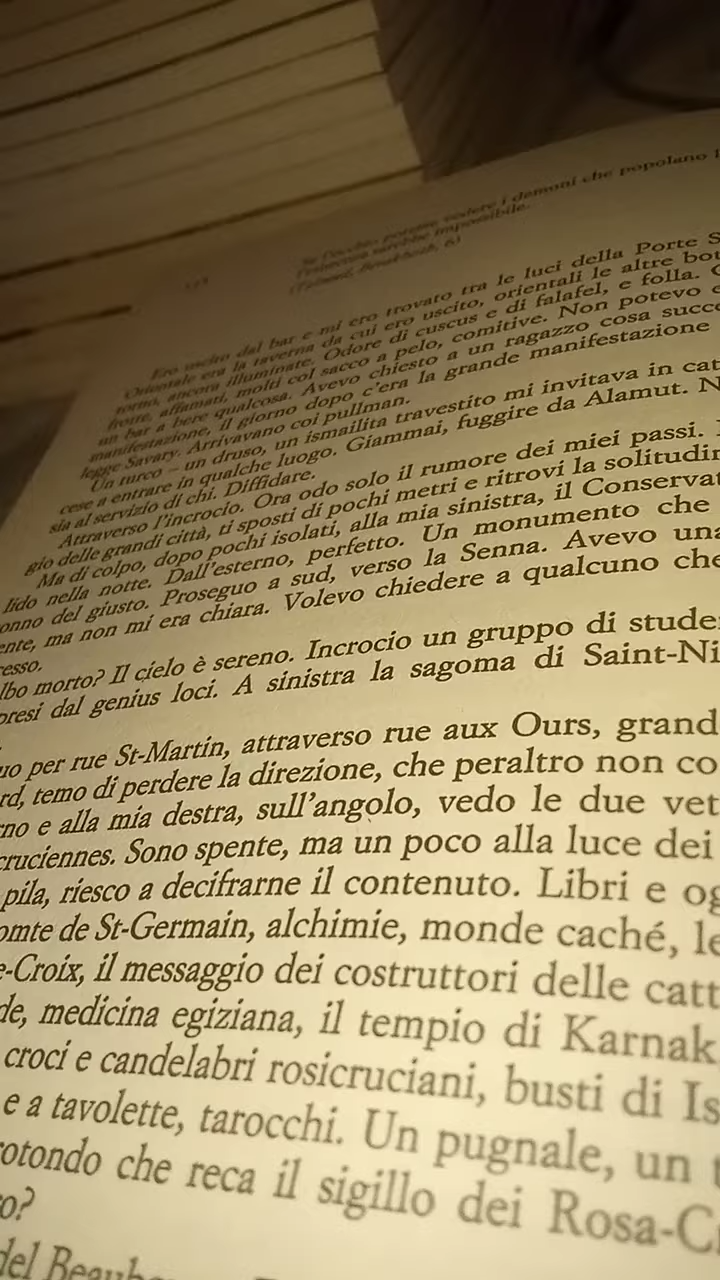 Se l'occhio potesse vedere i demoni che popolano l
l'esistenza sarebbe impossibile.
(Talmud, Berakhoth, 6)
Ero uscito dal bar e mi ero trovato tra le luci della Porte S
Orientale era la taverna da cui ero uscito, orientali le altre bot
torno, ancora illuminate. Odore di cuscus e di falafel, e folla.
frotte, affamati, molti col sacco a pelo, comitive. Non potevo e
un bar a bere qualcosa. Avevo chiesto a un ragazzo cosa succe
manifestazione, il giorno dopo c'era la grande manifestazione
legge Savary. Arrivavano coi pullman.
Un turco – un druso, un ismailita travestito mi invitava in cat
cese a entrare in qualche luogo. Giammai, fuggire da Alamut. N
sia al servizio di chi. Diffidare.
Attraverso l'incrocio. Ora odo solo il rumore dei miei passi.
gio delle grandi città, ti sposti di pochi metri e ritrovi la solitudin
Ma di colpo, dopo pochi isolati, alla mia sinistra, il Conservat
lido nella notte. Dall'esterno, perfetto. Un monumento che
onno del giusto. Proseguo a sud, verso la Senna. Avevo una
ente, ma non mi era chiara. Volevo chiedere a qualcuno che
esso.
lbo morto? Il cielo è sereno. Incrocio un gruppo di stude
presi dal genius loci. A sinistra la sagoma di Saint-Ni
uo per rue St-Martin, attraverso rue aux Ours, grand
rd, temo di perdere la direzione, che peraltro non co
rno e alla mia destra, sull'angolo, vedo le due vet
cruciennes. Sono spente, ma un poco alla luce dei
pila, riesco a decifrarne il contenuto. Libri e og
omte de St-Germain, alchimie, monde caché, le
e-Croix, il messaggio dei costruttori delle catt
de, medicina egiziana, il tempio di Karnak
croci e candelabri rosicruciani, busti di Is
e a tavolette, tarocchi. Un pugnale, un t
rotondo che reca il sigillo dei Rosa-C
o?
del Beaub